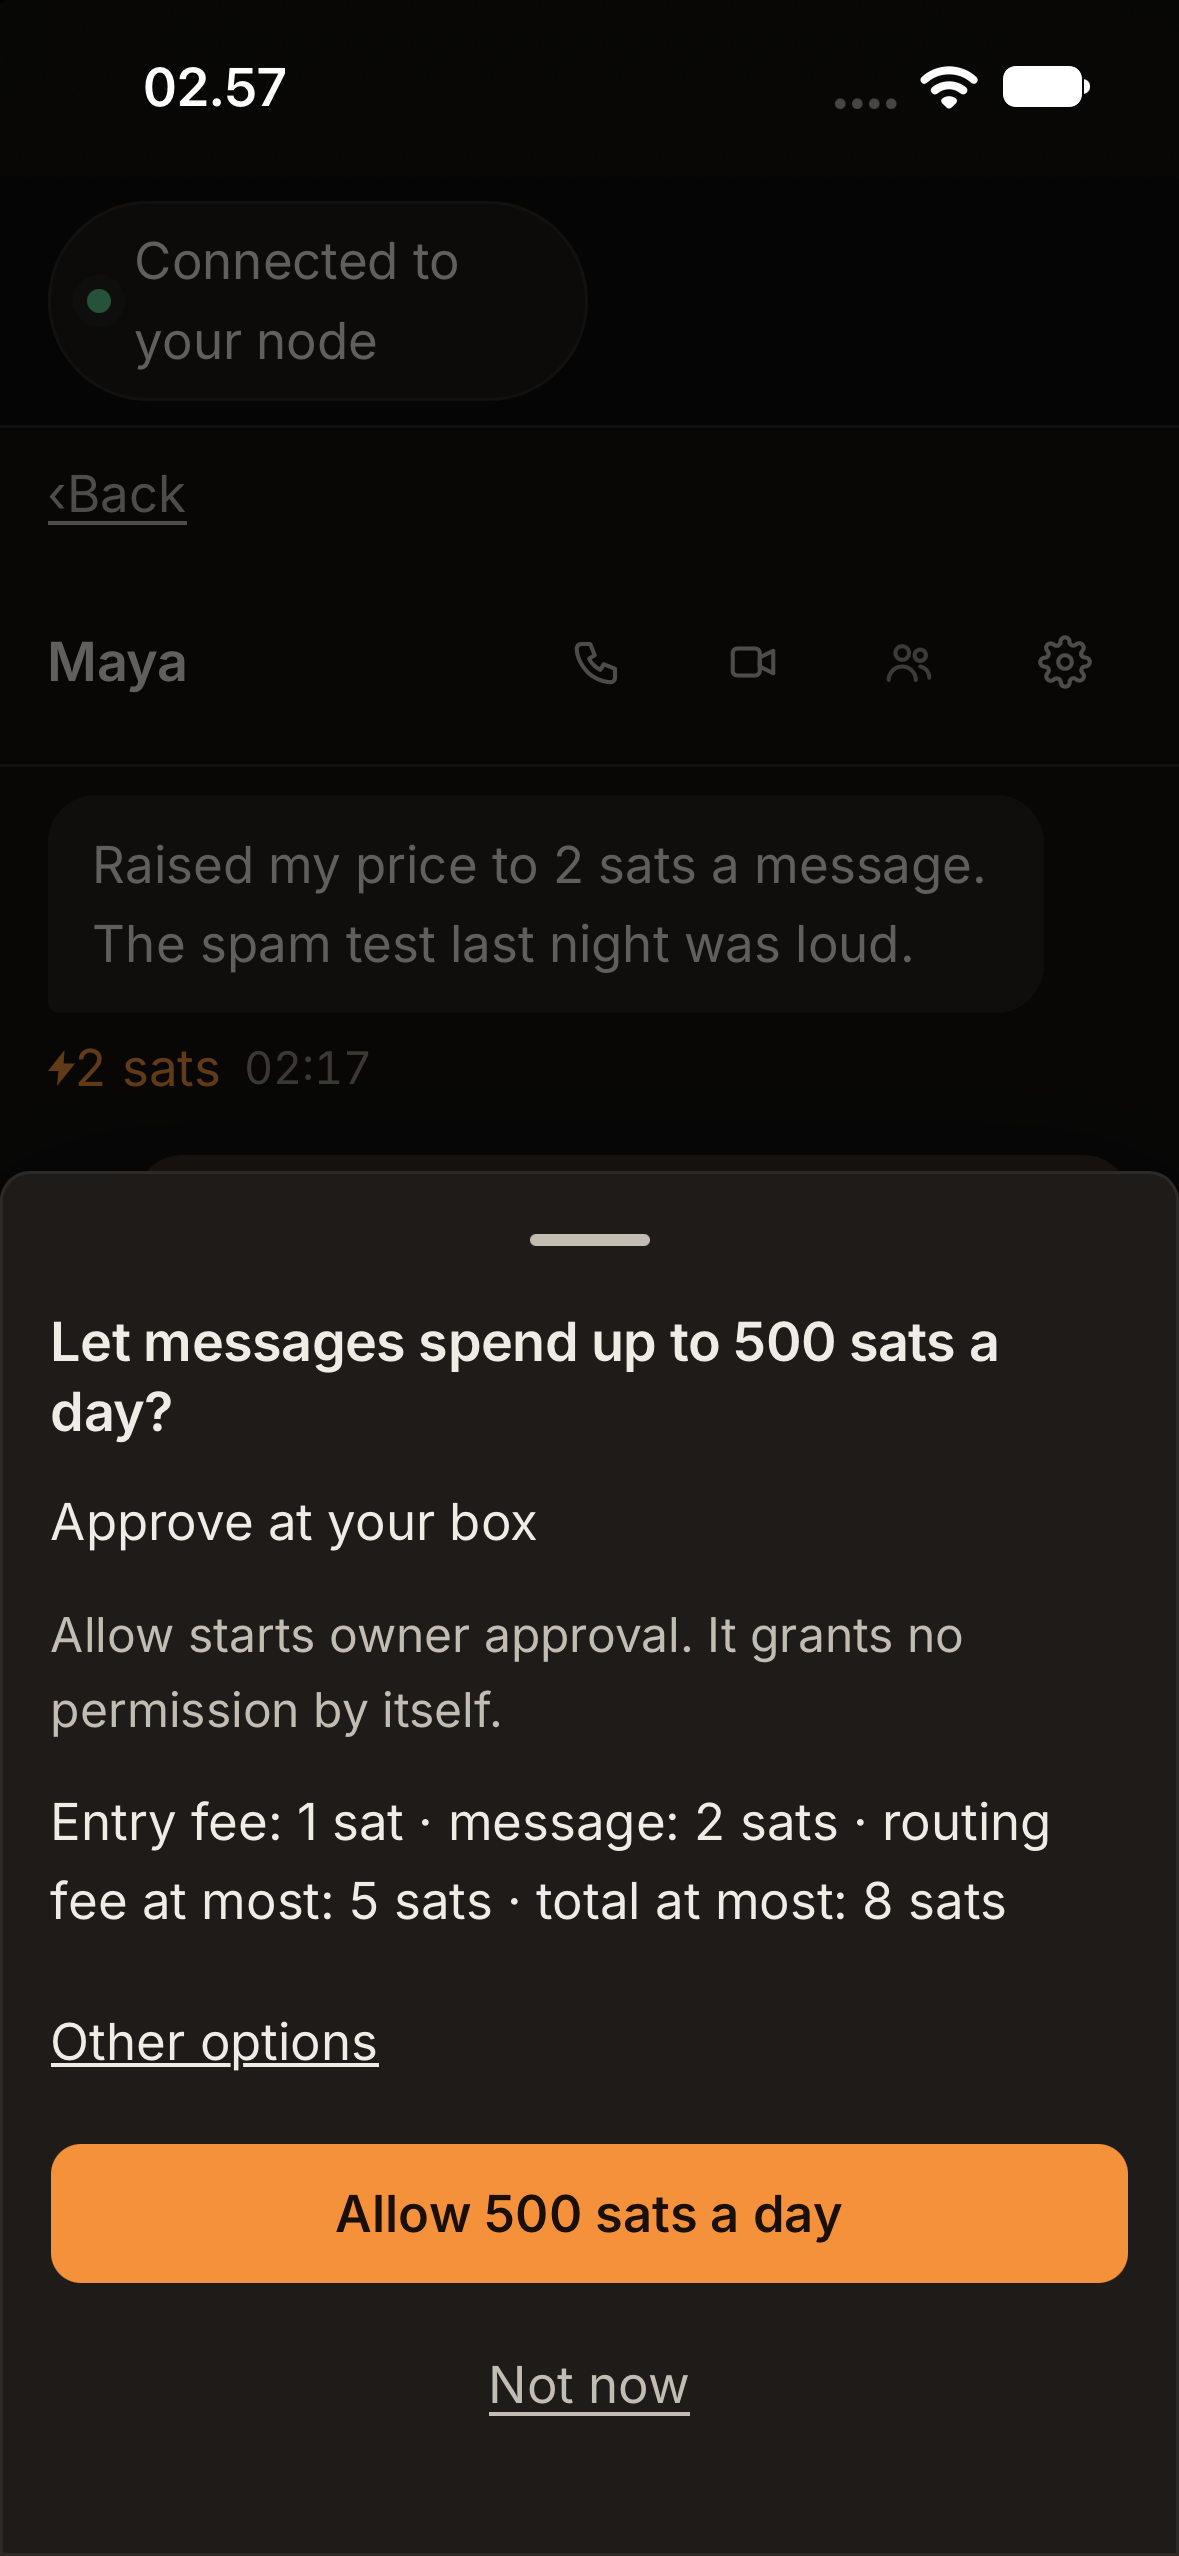 02.57
Connected to
your node
‹Back
Maya
Raised my price to 2 sats a message.
The spam test last night was loud.
2 sats 02:17
Let messages spend up to 500 sats a
day?
Approve at your box
Allow starts owner approval. It grants no
permission by itself.
Entry fee: 1 sat · message: 2 sats · routing
fee at most: 5 sats · total at most: 8 sats
Other options
Allow 500 sats a day
Not now